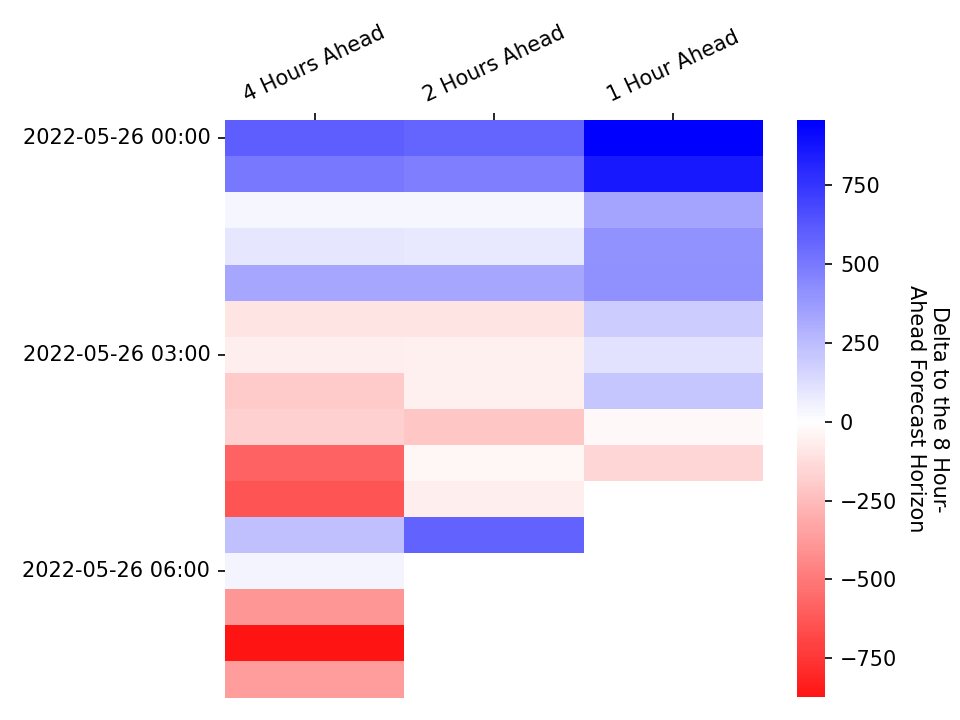 4 Hours Ahead
2 Hours Ahead
1 Hour Ahead
2022-05-26 00:00
2022-05-26 03:00
2022-05-26 06:00
750
500
250
0
−250
−500
−750
Delta to the 8 Hour-
Ahead Forecast Horizon